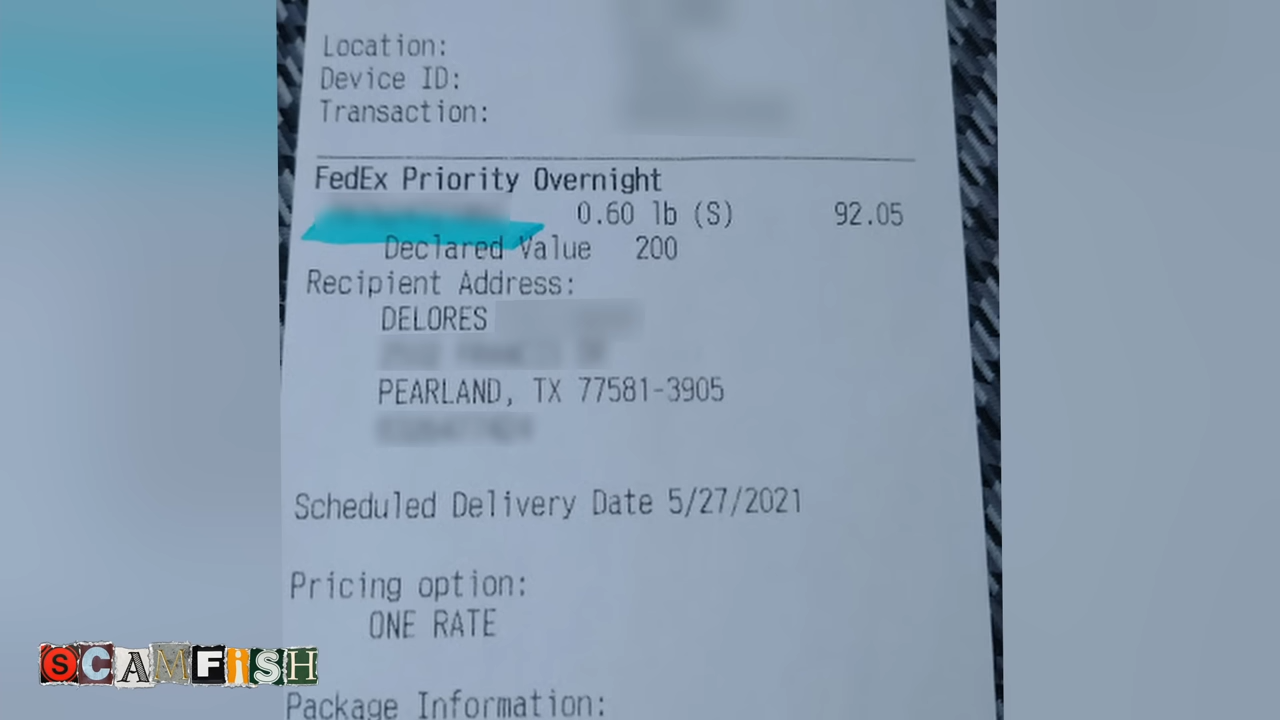 Location:
Device ID:
Transaction:
FedEx Priority Overnight
0.60 lb (S) 92.05
Declared Value 200
Recipient Address:
DELORES
PEARLAND, TX 77581-3905
Scheduled Delivery Date 5/27/2021
Pricing option:
ONE RATE
Package Information:
SCAMFiSH